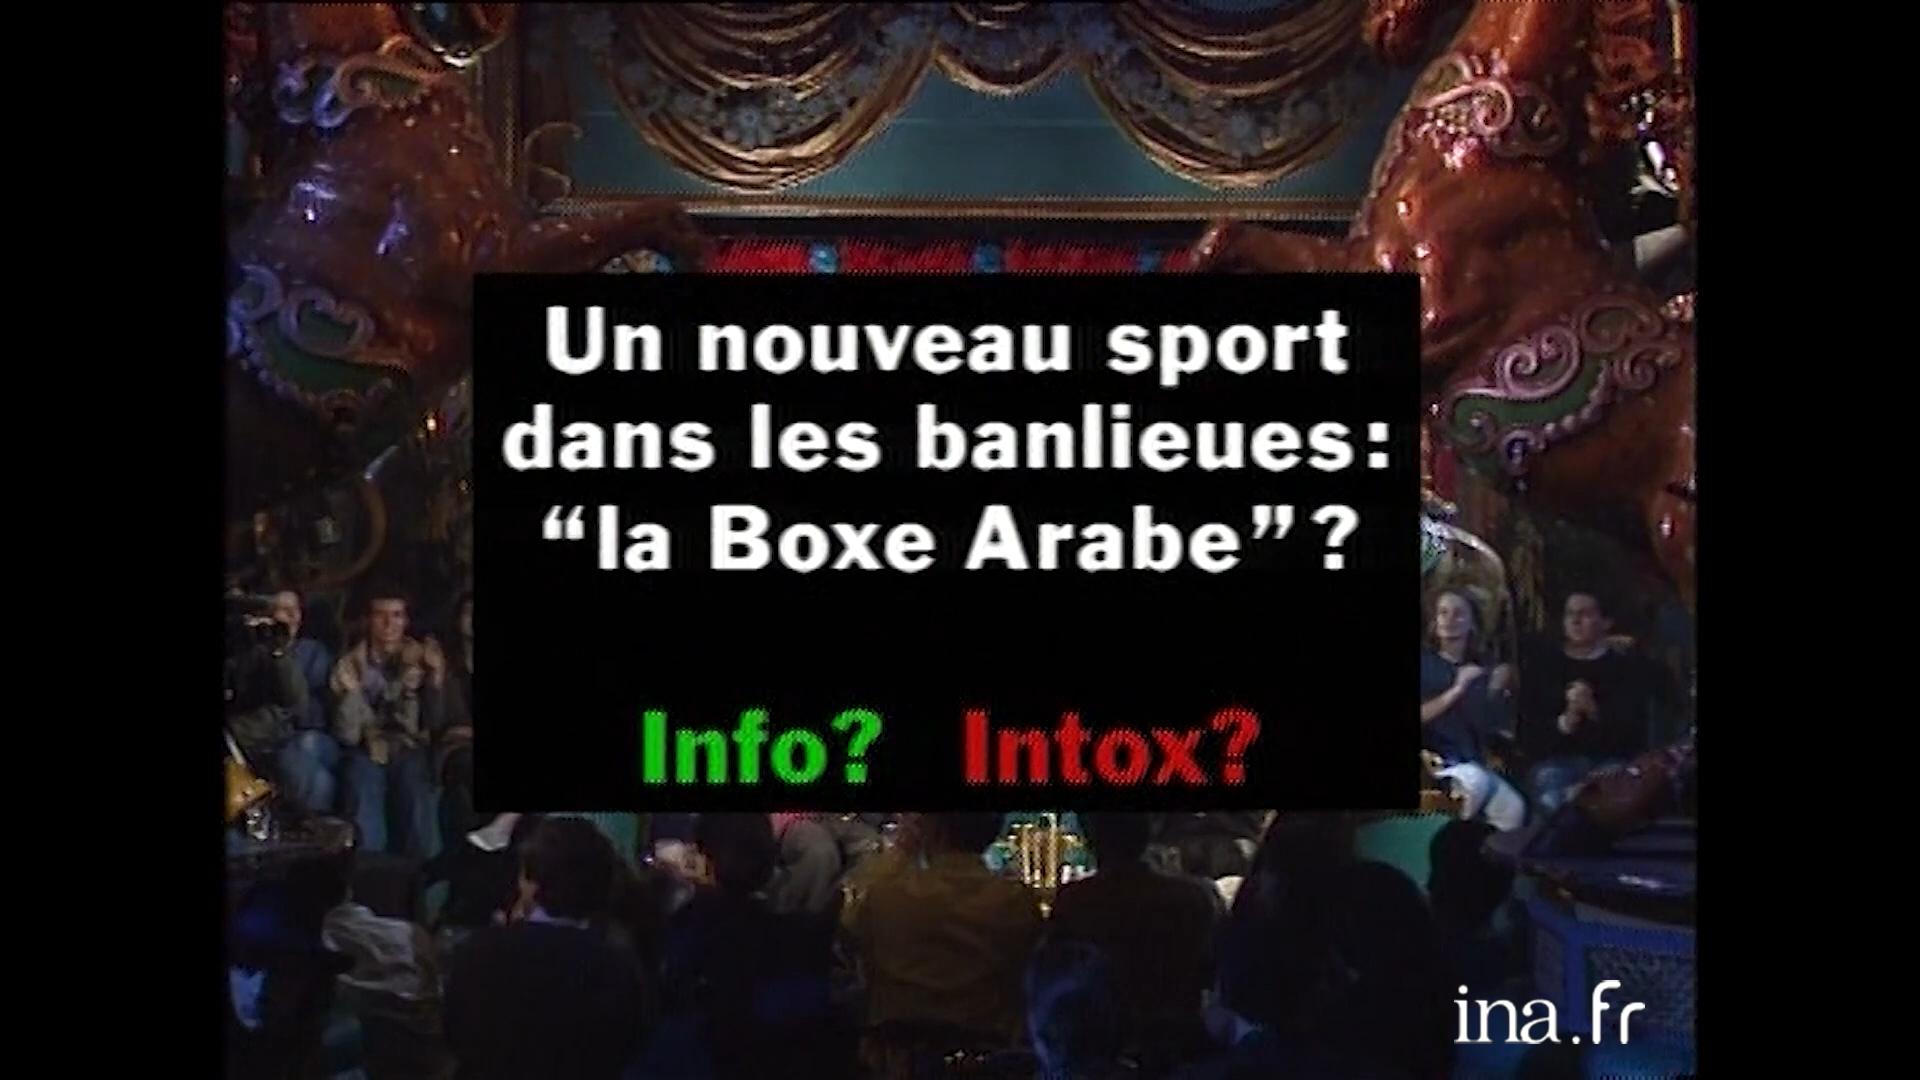 Un nouveau sport
dans les banlieues:
“la Boxe Arabe”?
Info? Intox?
ina.fr